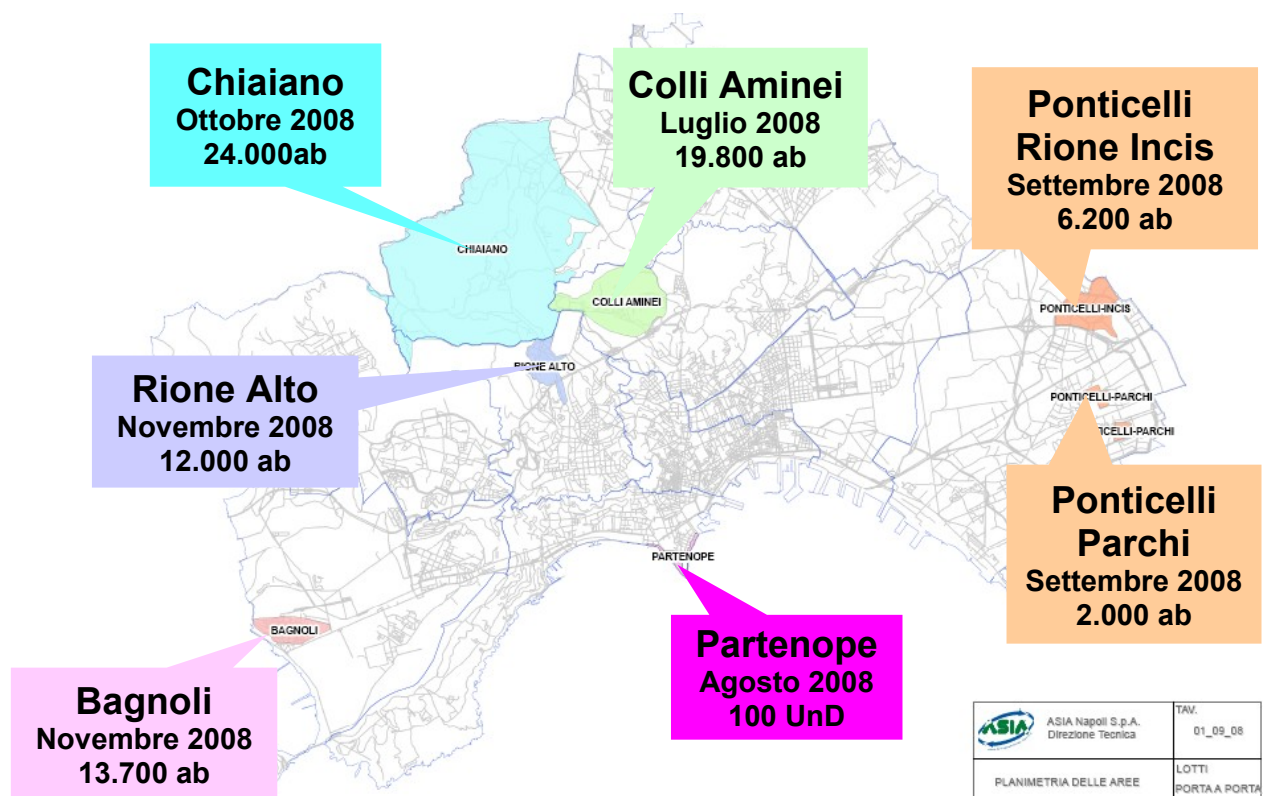 Chiaiano
Ottobre 2008
24.000ab
Colli Aminei
Luglio 2008
19.800 ab
Ponticelli
Rione Incis
Settembre 2008
6.200 ab
CHIAIANO
COLLI AMINEI
PONTICELLI-INCIS
RIONE ALTO
Rione Alto
Novembre 2008
12.000 ab
PONTICELLI-PARCHI
TICELLI-PARCHI
Ponticelli
Parchi
Settembre 2008
2.000 ab
PARTENOPE
Partenope
Agosto 2008
100 UnD
BAGNOLI
Bagnoli
Novembre 2008
13.700 ab
ASIA
ASIA Napoli S.p.A.
Direzione Tecnica
TAV.
01_09_08
PLANIMETRIA DELLE AREE
LOTTI
PORTA A PORTA